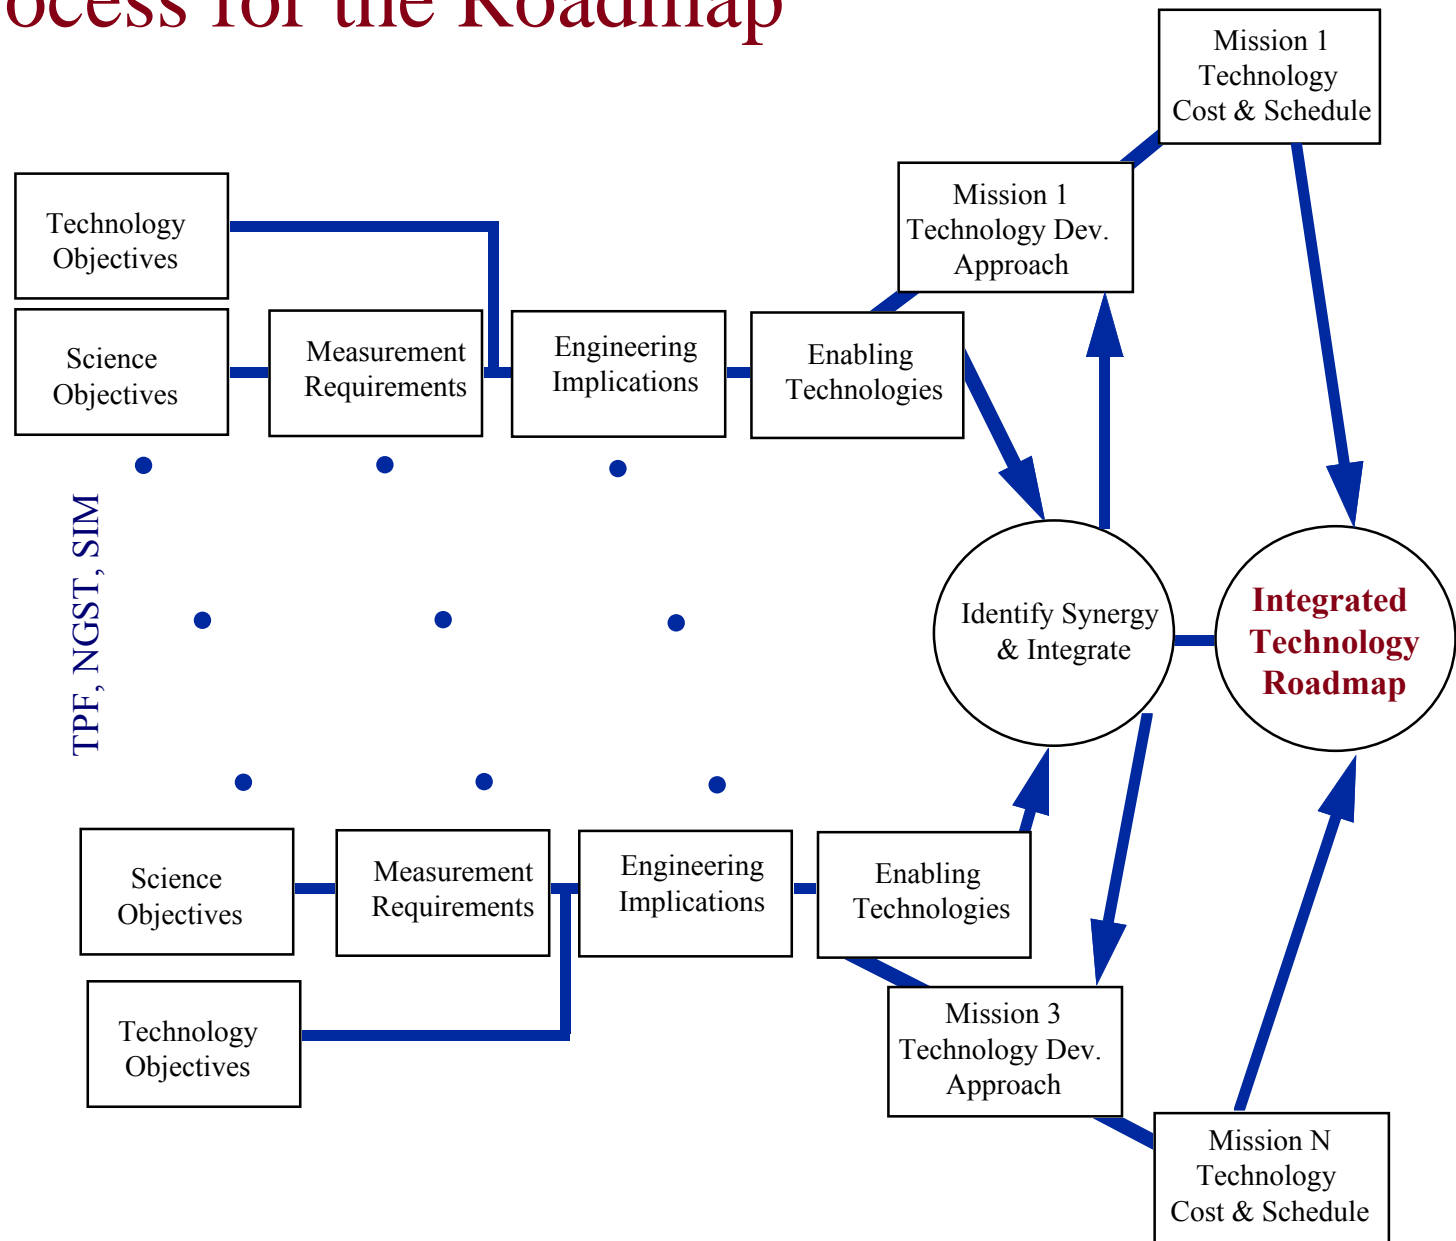 ocess for the Roadmap
Mission 1
Technology
Cost & Schedule
Mission 1
Technology Dev.
Approach
Technology
Objectives
Science
Objectives
Measurement
Requirements
Engineering
Implications
Enabling
Technologies
TPF, NGST, SIM
Identify Synergy
& Integrate
Integrated
Technology
Roadmap
Science
Objectives
Measurement
Requirements
Engineering
Implications
Enabling
Technologies
Technology
Objectives
Mission 3
Technology Dev.
Approach
Mission N
Technology
Cost & Schedule